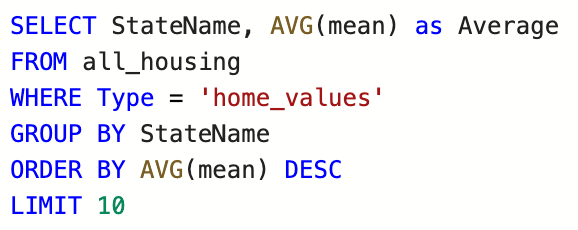 SELECT StateName, AVG(mean) as Average
FROM all_housing
WHERE Type = 'home_values'
GROUP BY StateName
ORDER BY AVG(mean) DESC
LIMIT 10